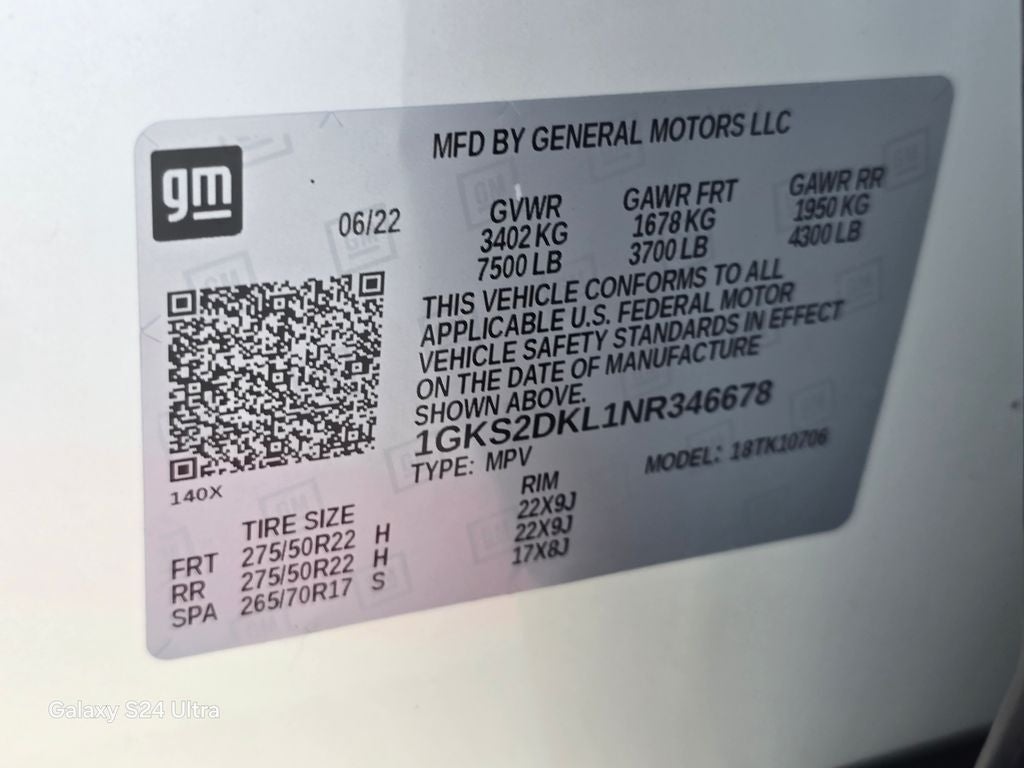 gm
MFD BY GENERAL MOTORS LLC
06/22
GVWR
3402 KG
7500 LB
GAWR FRT
1678 KG
3700 LB
GAWR RR
1950 KG
4300 LB
THIS VEHICLE CONFORMS TO ALL
APPLICABLE U.S. FEDERAL MOTOR
VEHICLE SAFETY STANDARDS IN EFFECT
ON THE DATE OF MANUFACTURE
SHOWN ABOVE.
1GKS2DKL1NR346678
TYPE: MPV MODEL: 18TK10706
140X
TIRE SIZE RIM
FRT 275/50R22 H 22X9J
RR 275/50R22 H 22X9J
SPA 265/70R17 S 17X8J
Galaxy S24 Ultra